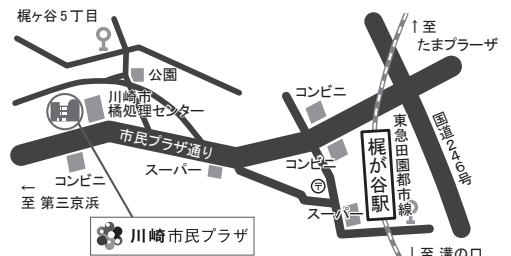 梶ヶ谷5丁目
↑至
たまプラーザ
公園
川崎市
橘処理センター
コンビニ
市民プラザ通り
東急田園都市線
国道246号
コンビニ
梶が谷駅
スーパー
コンビニ
スーパー
←
至 第三京浜
川崎市民プラザ
↓至 溝の口